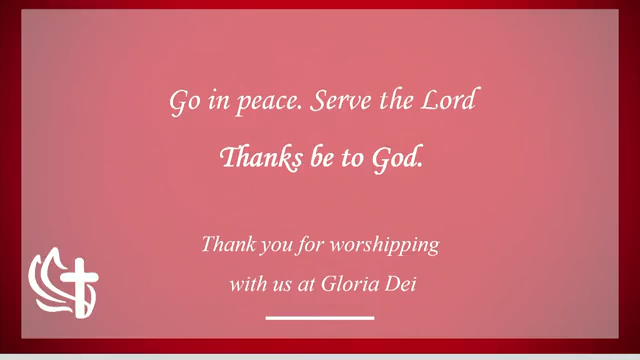 Go in peace. Serve the Lord
Thanks be to God.
Thank you for worshipping
with us at Gloria Dei